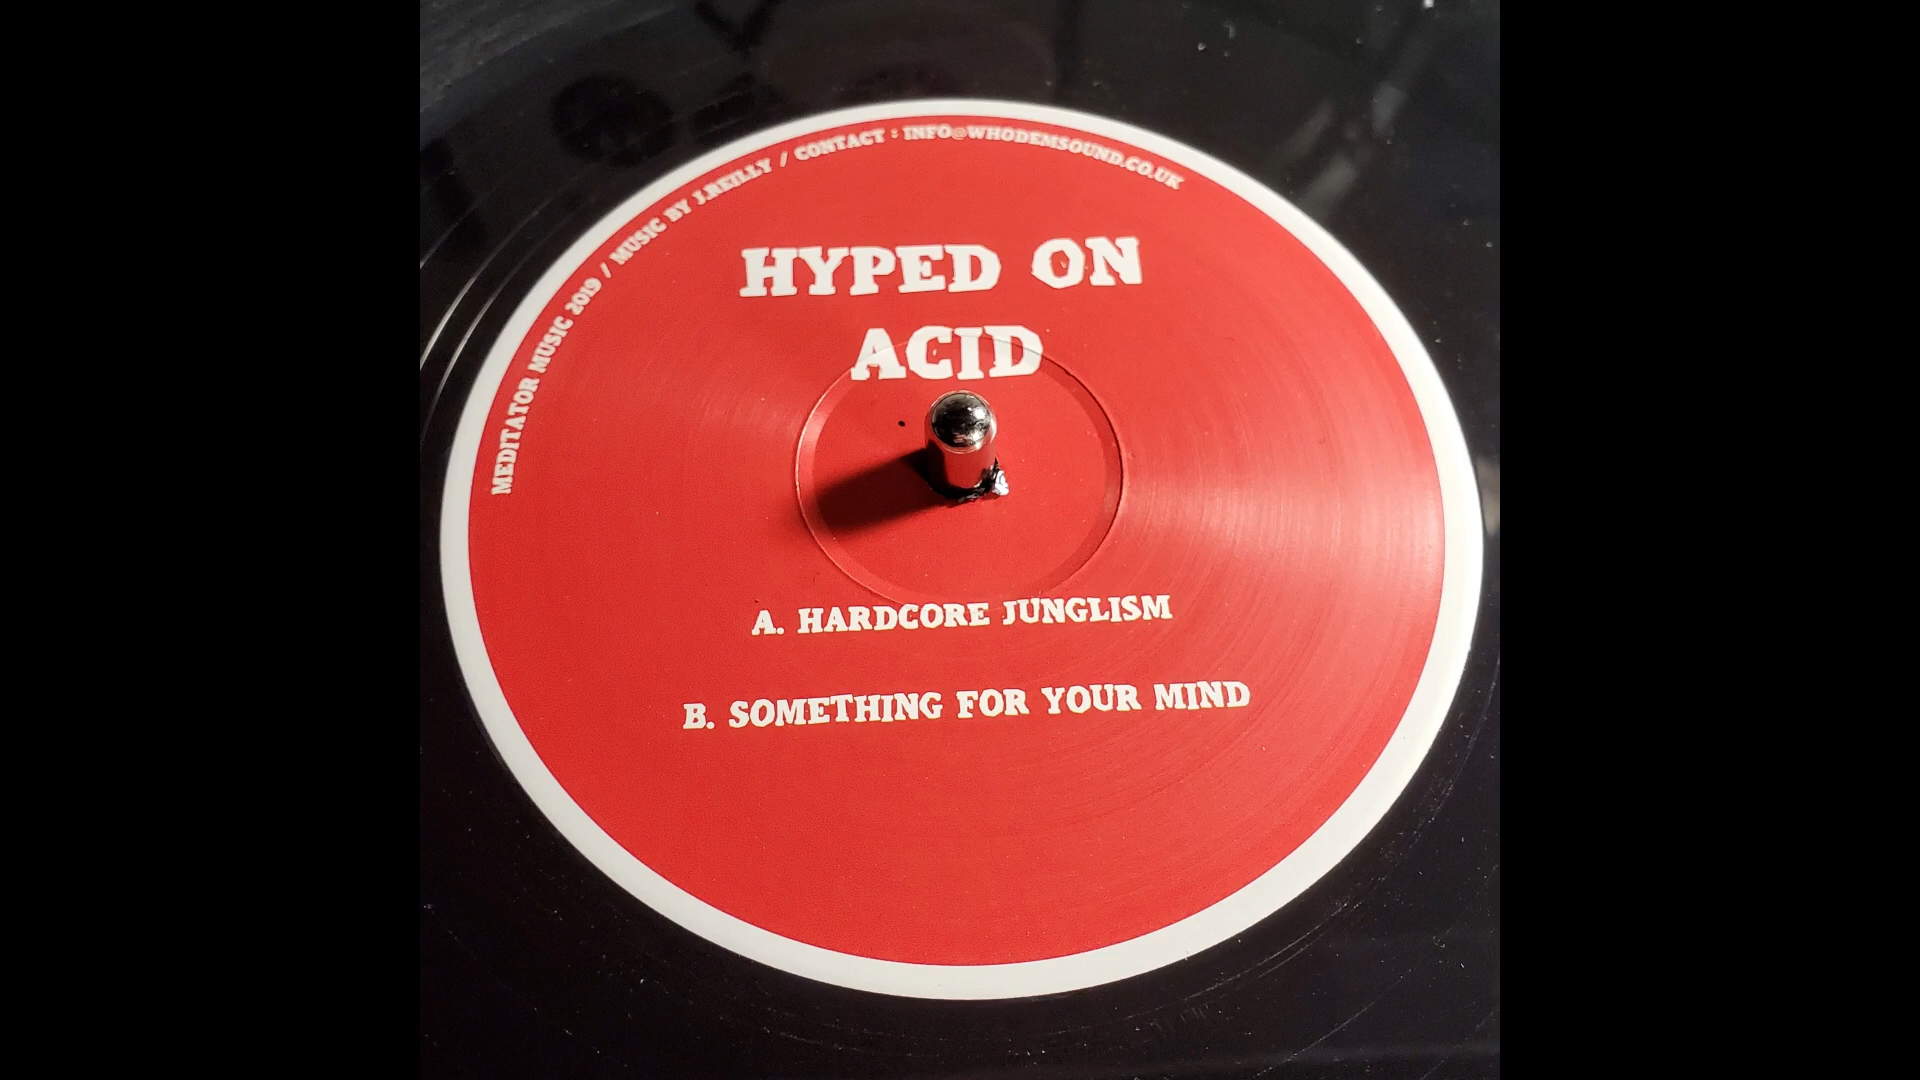 MEDITATOR MUSIC 2019 / MUSIC BY J.REILLY / CONTACT : INFO@WHODEMSOUND.CO.UK
HYPED ON
ACID
A. HARDCORE JUNGLISM
B. SOMETHING FOR YOUR MIND